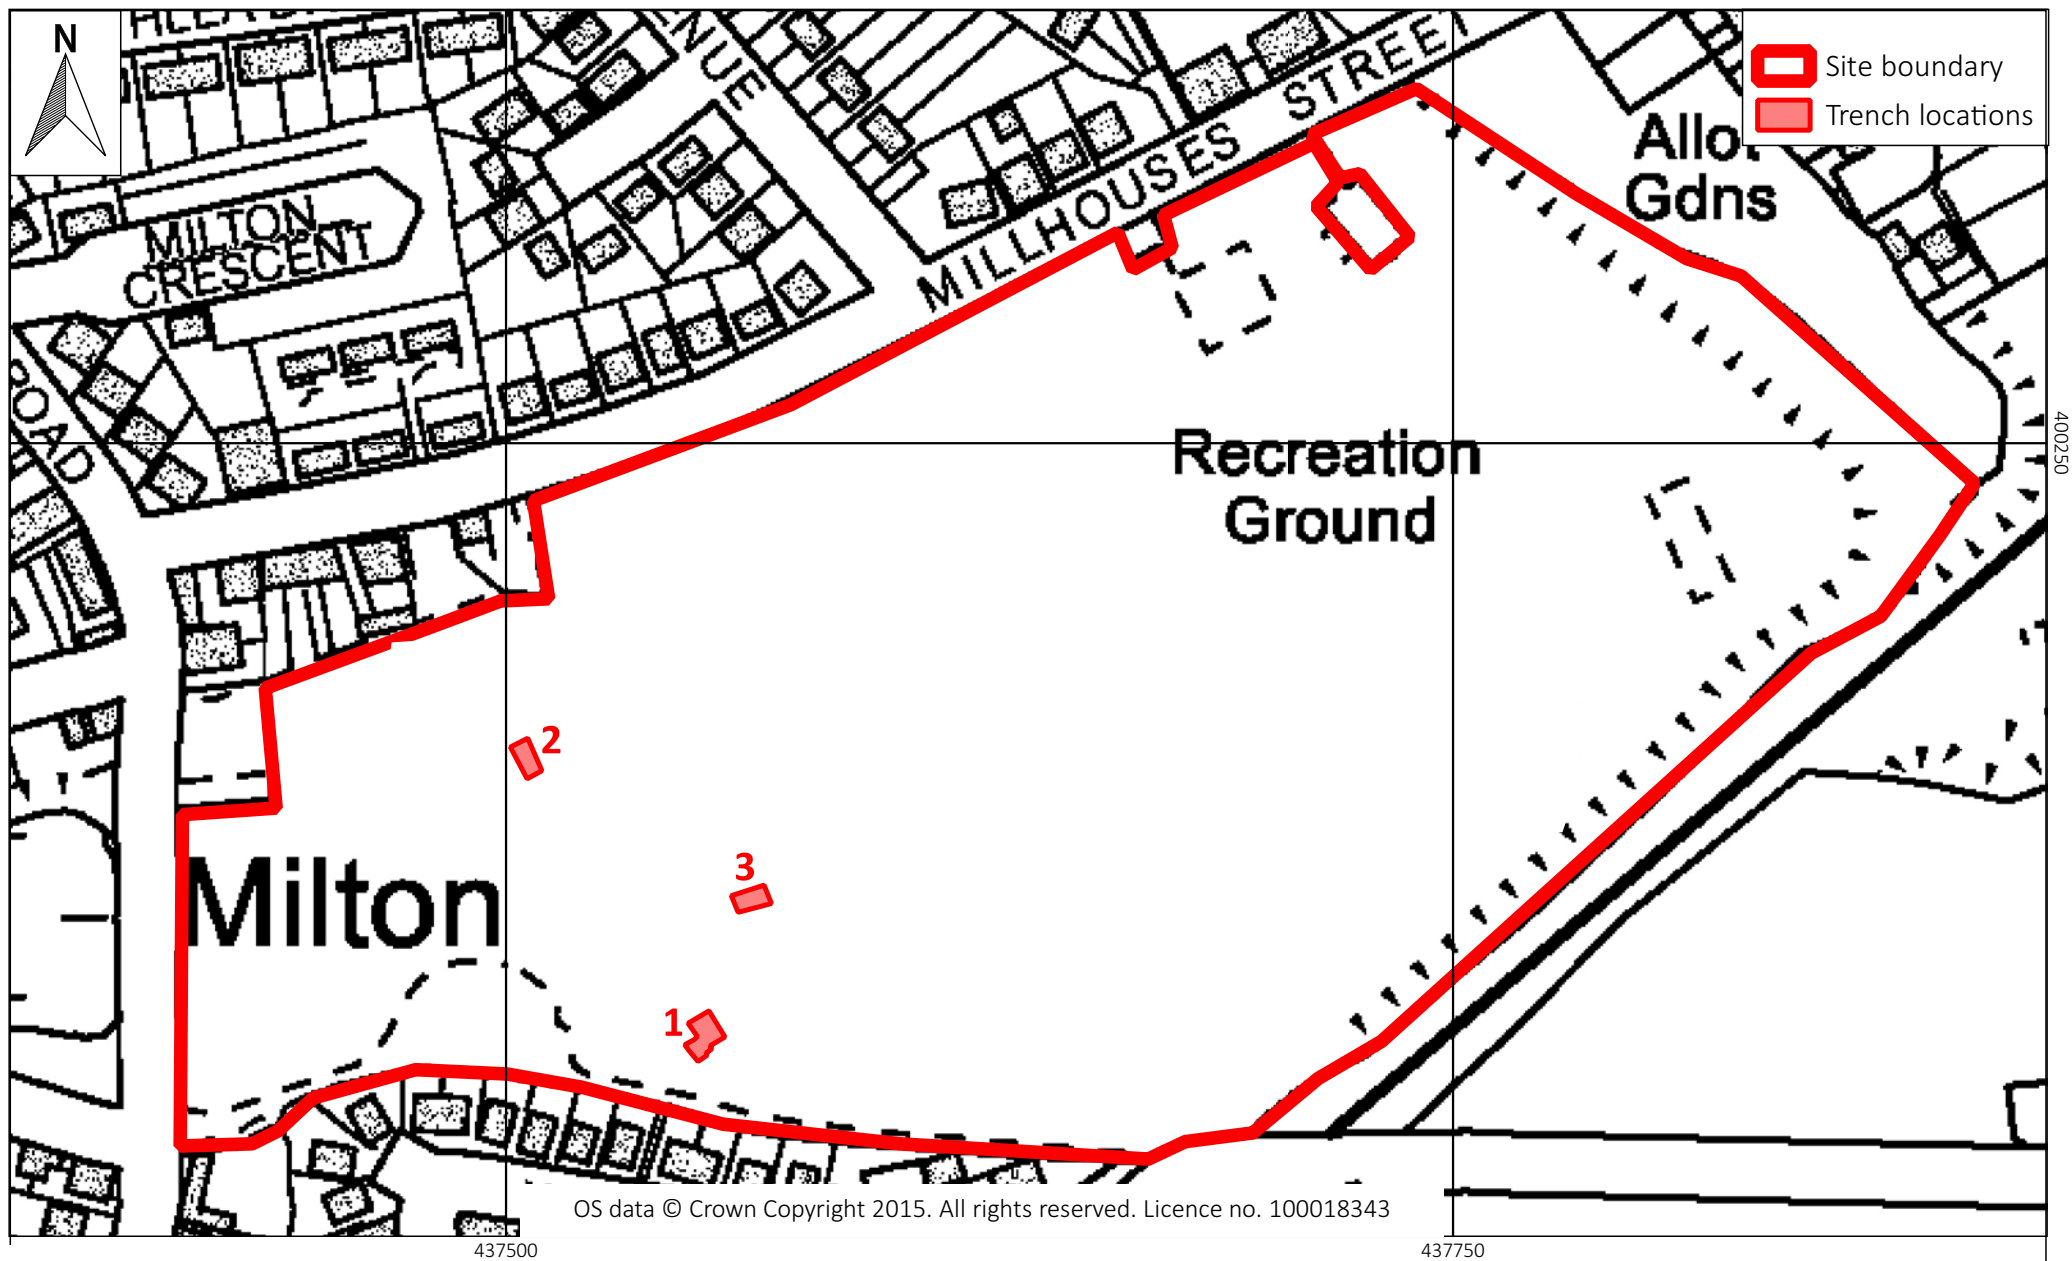 N
NUE
MILLHOUSES STREET
Site boundary
Trench locations
Allot
Gdns
MILTON
CRESCENT
ROAD
400250
Recreation
Ground
2
3
Milton
1
OS data © Crown Copyright 2015. All rights reserved. Licence no. 100018343
437500
437750